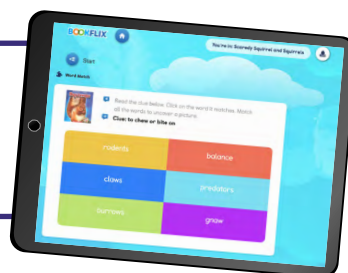 BOOKFLIX
You're in: Scaredy Squirrel and Squirrels
Start
Word Match
Read the clue below. Click on the word it matches. Match
all the words to uncover a picture.
Clue: to chew or bite on
rodents
balance
claws
predators
burrows
gnaw